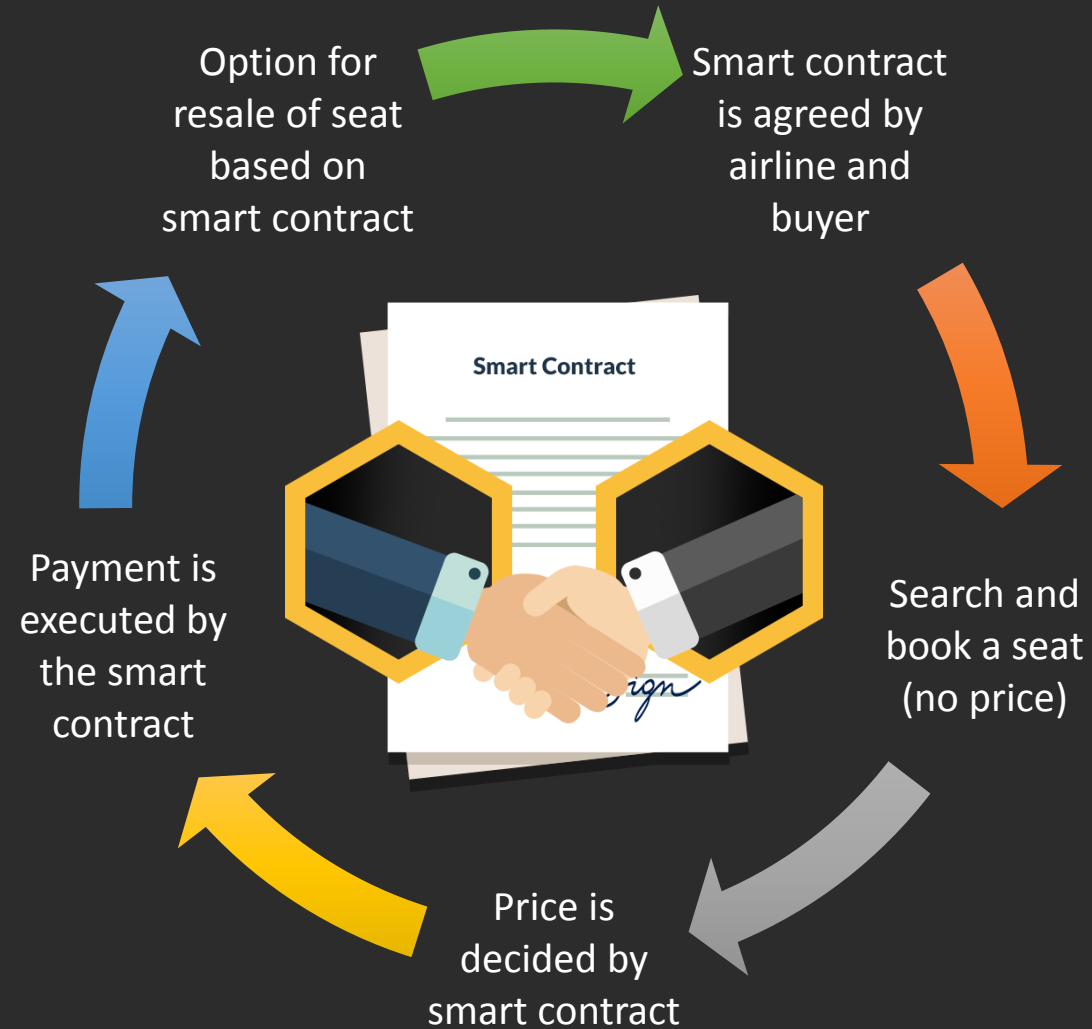 Option for
resale of seat
based on
smart contract
Smart contract
is agreed by
airline and
buyer
Smart Contract
Search and
book a seat
(no price)
Price is
decided by
smart contract
Payment is
executed by
the smart
contract